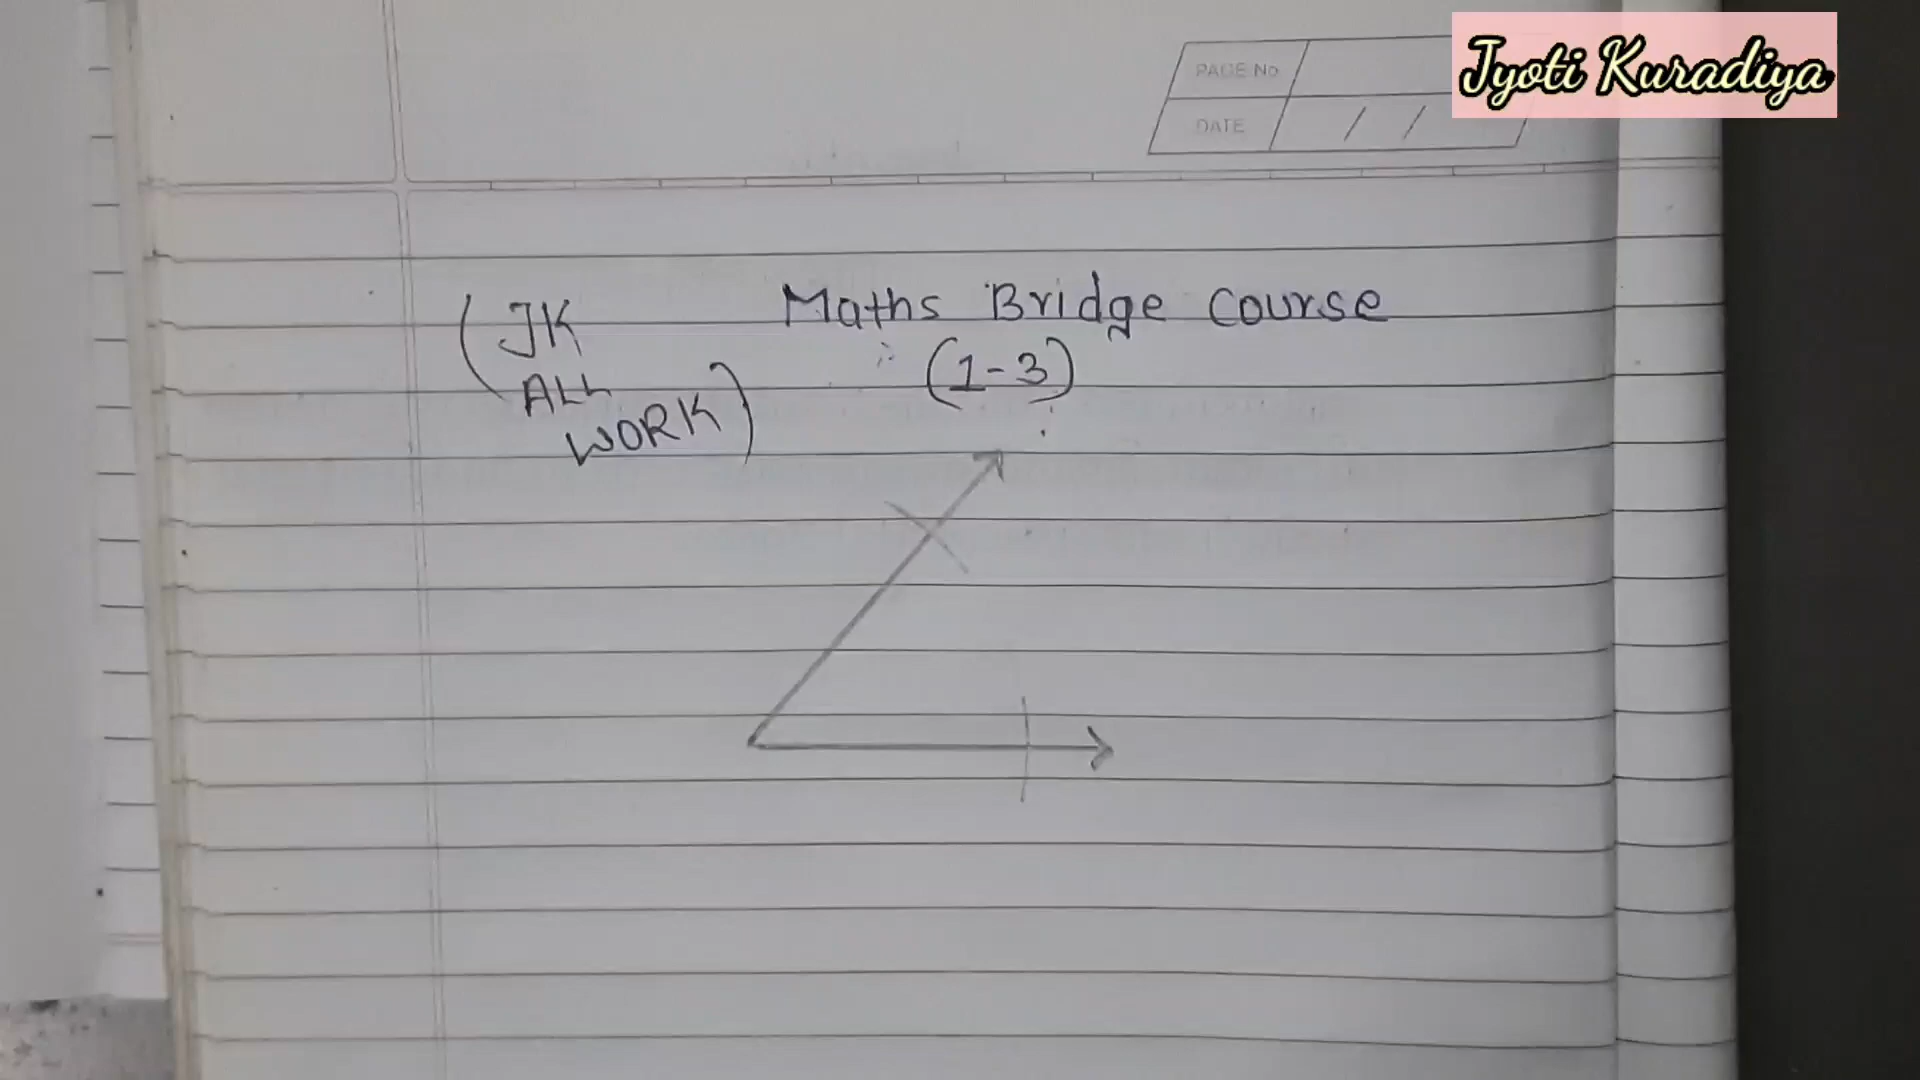 Jyoti Kuradiya
PAGE No
DATE / /
Maths Bridge Course
(1-3)
(JK
ALL
WORK)